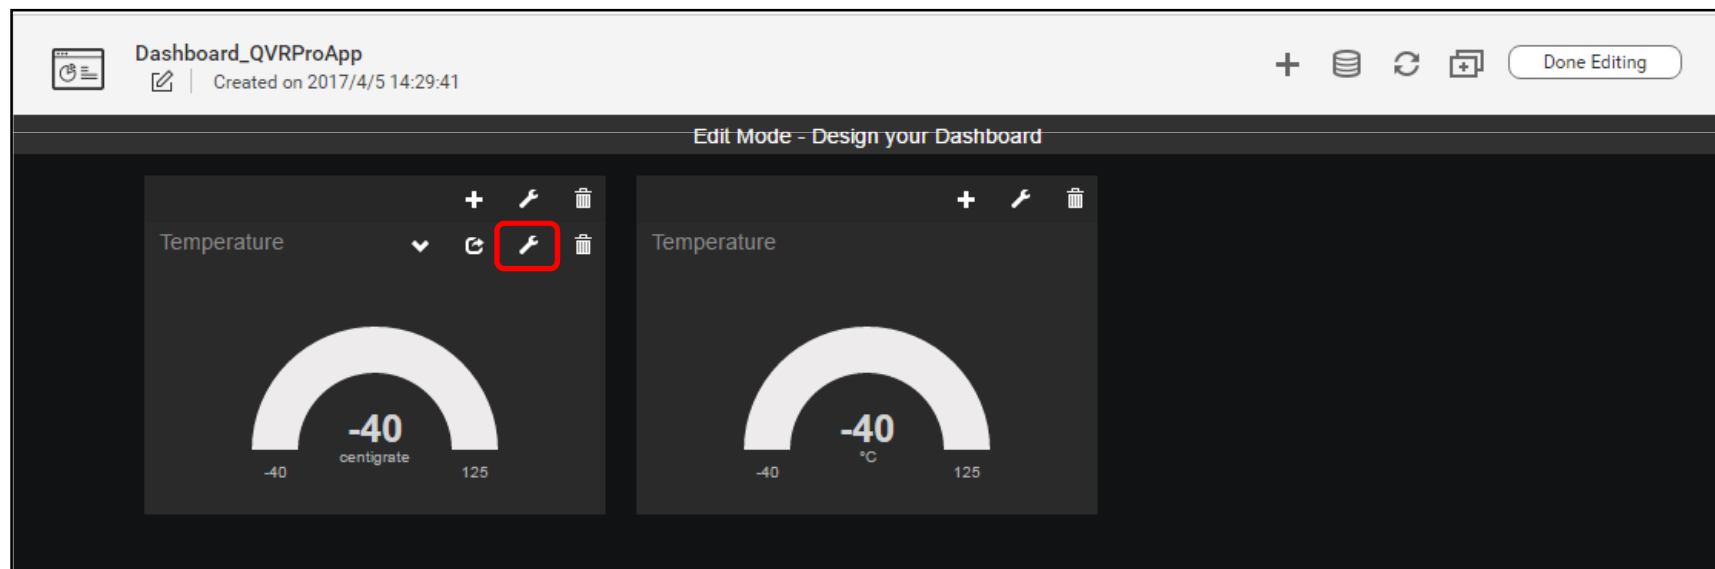 Dashboard_QVRProApp
Created on 2017/4/5 14:29:41
Done Editing
Edit Mode - Design your Dashboard
Temperature
-40
centigrate
-40
125
Temperature
-40
°C
-40
125